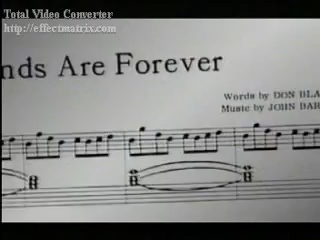 Total Video Converter
http://effectmatrix.com
nds Are Forever
Words by DON BLA
Music by JOHN BAR